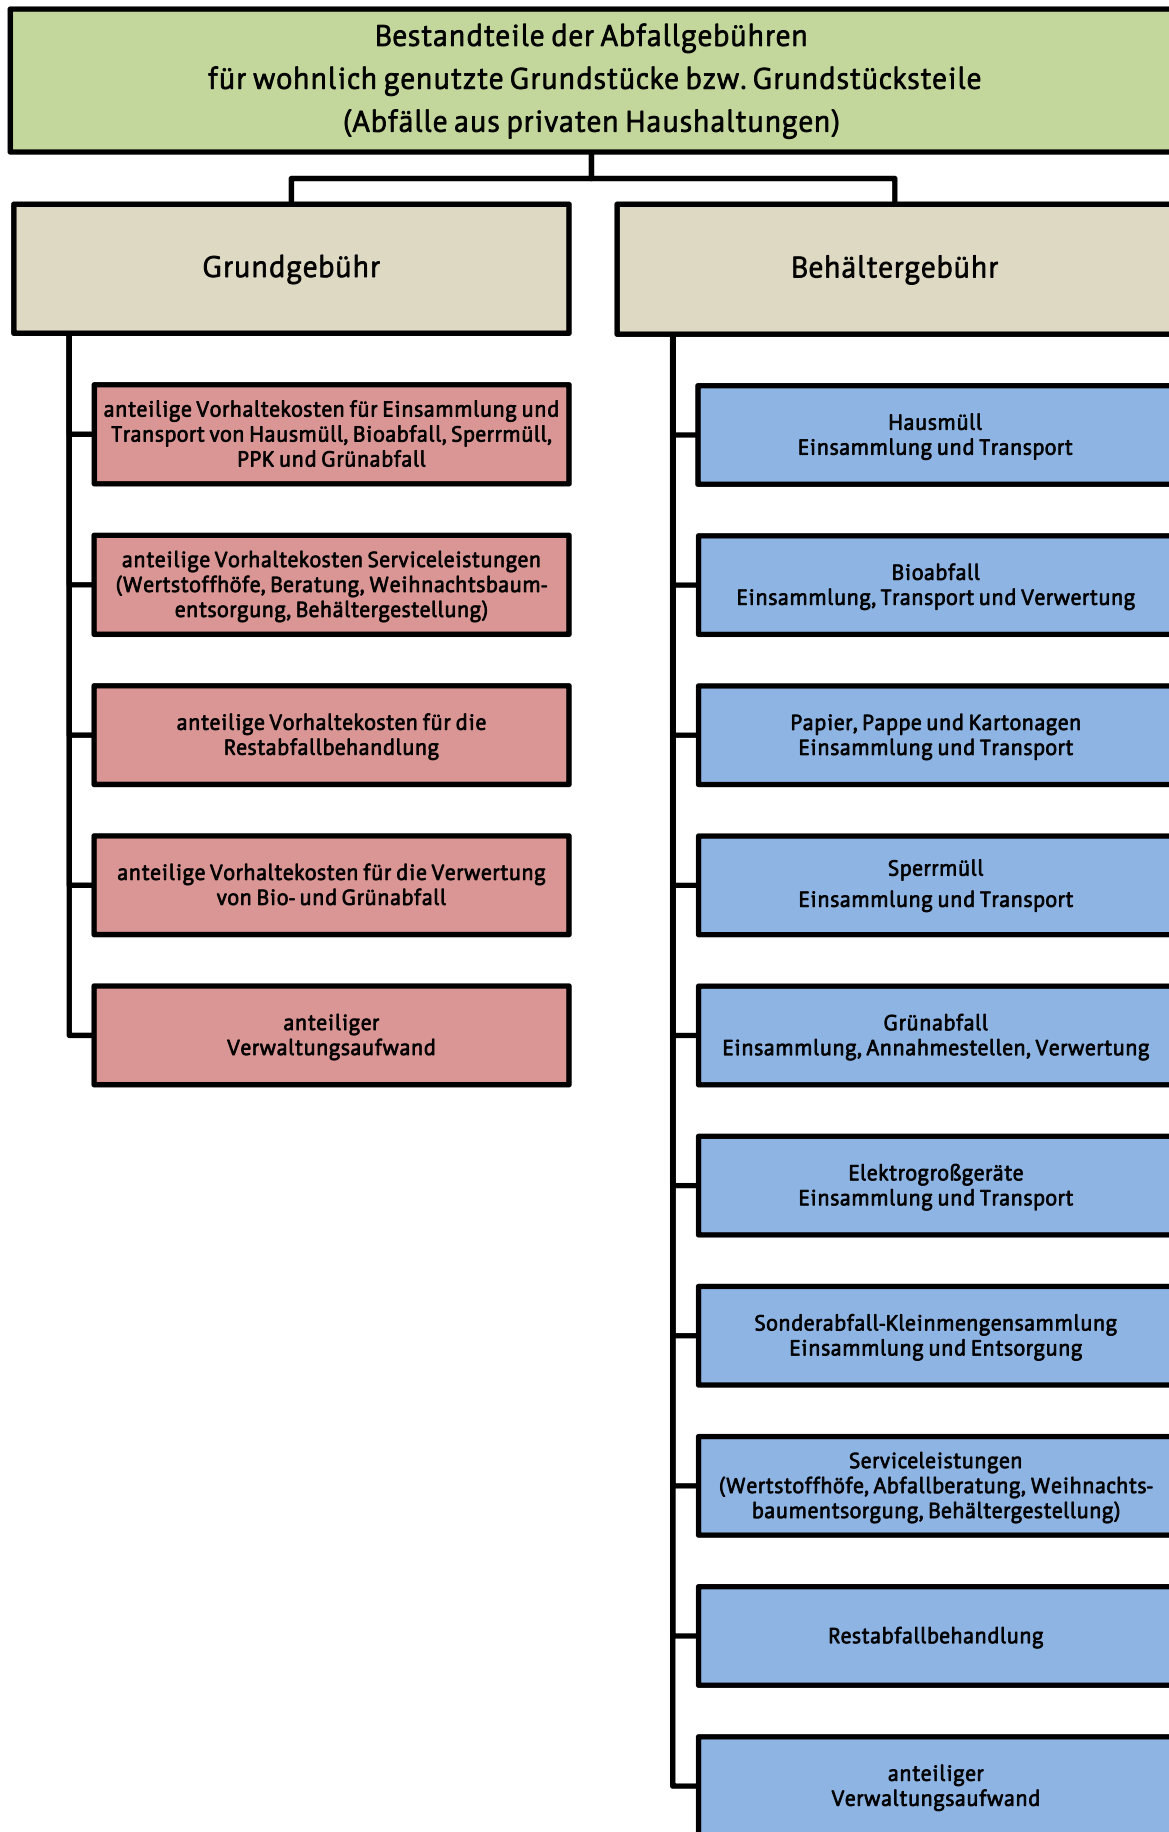 Bestandteile der Abfallgebühren
für wohnlich genutzte Grundstücke bzw. Grundstücksteile
(Abfälle aus privaten Haushaltungen)
Grundgebühr
anteilige Vorhaltekosten für Einsammlung und
Transport von Hausmüll, Bioabfall, Sperrmüll,
PPK und Grünabfall
anteilige Vorhaltekosten Serviceleistungen
(Wertstoffhöfe, Beratung, Weihnachtsbaum-
entsorgung, Behältergestellung)
anteilige Vorhaltekosten für die
Restabfallbehandlung
anteilige Vorhaltekosten für die Verwertung
von Bio- und Grünabfall
anteiliger
Verwaltungsaufwand
Behältergebühr
Hausmüll
Einsammlung und Transport
Bioabfall
Einsammlung, Transport und Verwertung
Papier, Pappe und Kartonagen
Einsammlung und Transport
Sperrmüll
Einsammlung und Transport
Grünabfall
Einsammlung, Annahmestellen, Verwertung
Elektrogroßgeräte
Einsammlung und Transport
Sonderabfall-Kleinmengensammlung
Einsammlung und Entsorgung
Serviceleistungen
(Wertstoffhöfe, Abfallberatung, Weihnachts-
baumentsorgung, Behältergestellung)
Restabfallbehandlung
anteiliger
Verwaltungsaufwand